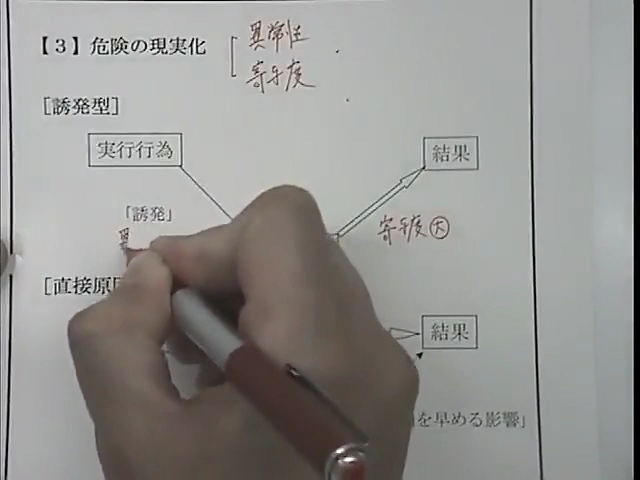 【3】危険の現実化
異常性
寄与度
[誘発型]
実行行為
結果
「誘発」
寄与度大
異
[直接原
結果
を早める影響」